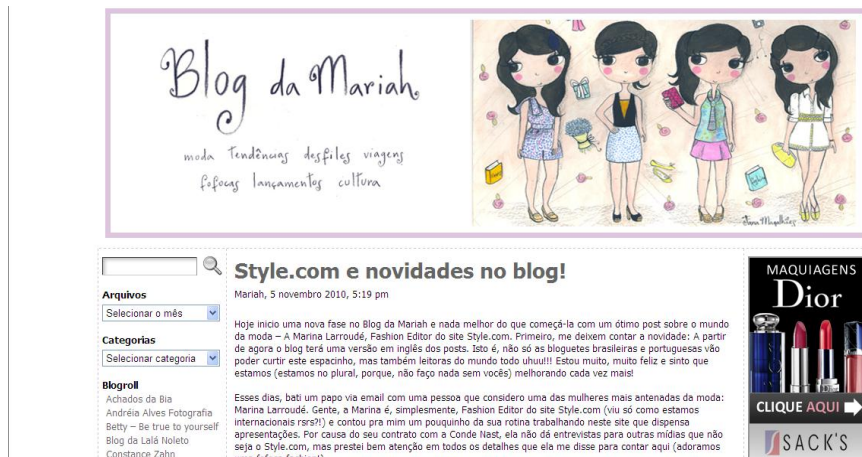 Blog da Mariah
moda tendências desfiles viagens
fofocas lançamentos cultura
Style.com e novidades no blog!
Mariah, 5 novembro 2010, 5:19 pm
Hoje inicio uma nova fase no Blog da Mariah e nada melhor do que começá-la com um ótimo post sobre o mundo
da moda – A Marina Larroudé, Fashion Editor do site Style.com. Primeiro, me deixem contar a novidade: A partir
de agora o blog terá uma versão em inglês dos posts. Isto é, não só as bloguetes brasileiras e portuguesas vão
poder curtir este espacinho, mas também leitoras do mundo todo uhuu!!! Estou muito, muito feliz e sinto que
estamos (estamos no plural, porque, não faço nada sem vocês) melhorando cada vez mais!
Esses dias, bati um papo via email com uma pessoa que considero uma das mulheres mais antenadas da moda:
Marina Larroudé. Gente, a Marina é, simplesmente, Fashion Editor do site Style.com (viu só como estamos
internacionais rsrs?!) e contou pra mim um pouquinho da sua rotina trabalhando neste site que dispensa
apresentações. Por causa do seu contrato com a Conde Nast, ela não dá entrevistas para outras mídias que não
seja o Style.com, mas prestei bem atenção em todos os detalhes que ela me disse para contar aqui (adoramos
Arquivos
Selecionar o mês
Categorias
Selecionar categoria
Blogroll
Achados da Bia
Andréia Alves Fotografia
Betty – Be true to yourself
Blog da Lalá Noleto
Constance Zahn
MAQUIAGENS
Dior
CLIQUE AQUI
SACK'S